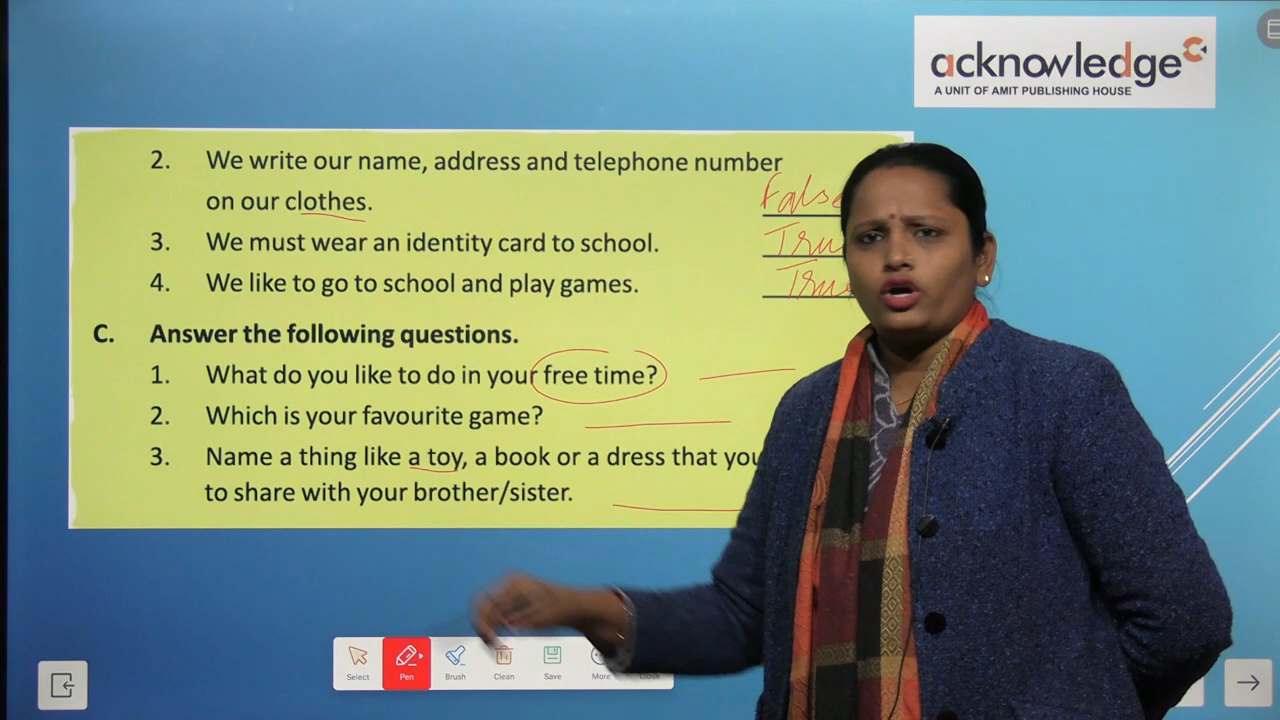 acknowledge
A UNIT OF AMIT PUBLISHING HOUSE
2. We write our name, address and telephone number
on our clothes. False
3. We must wear an identity card to school. Tru
4. We like to go to school and play games. Tru
C. Answer the following questions.
1. What do you like to do in your free time?
2. Which is your favourite game?
3. Name a thing like a toy, a book or a dress that you
to share with your brother/sister.
Select Pen Brush Clean Save More Close